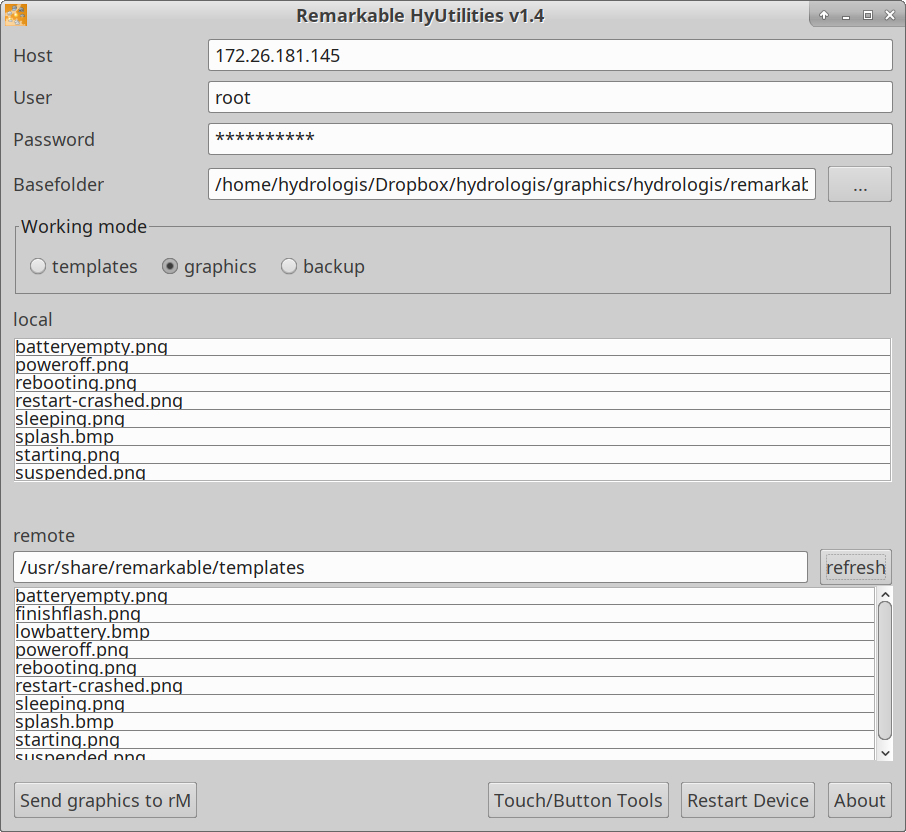 Remarkable HyUtilities v1.4
Host 172.26.181.145
User root
Password **********
Basefolder /home/hydrologis/Dropbox/hydrologis/graphics/hydrologis/remarkab ...
Working mode
templates graphics backup
local
batteryempty.png
poweroff.png
rebooting.png
restart-crashed.png
sleeping.png
splash.bmp
starting.png
suspended.png
remote
/usr/share/remarkable/templates refresh
batteryempty.png
finishflash.png
lowbattery.bmp
poweroff.png
rebooting.png
restart-crashed.png
sleeping.png
splash.bmp
starting.png
suspended.png
Send graphics to rM Touch/Button Tools Restart Device About